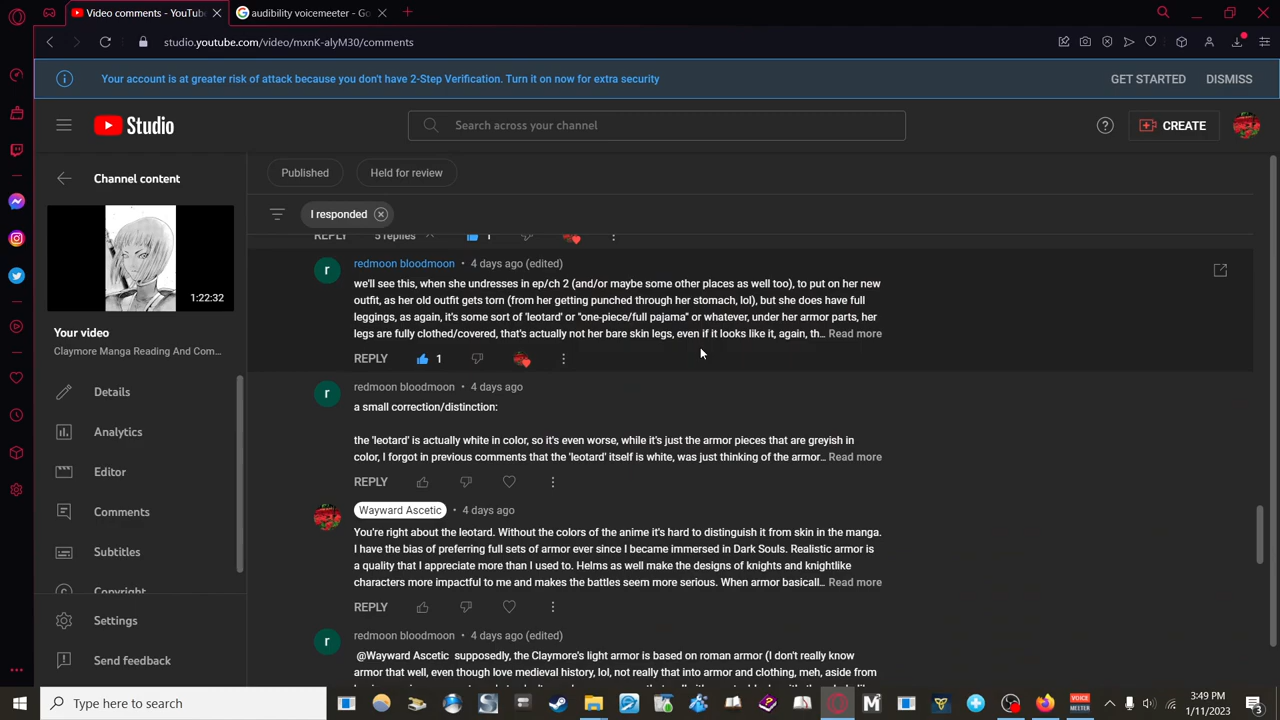 Video comments - YouTub
audibility voicemeeter - Go
studio.youtube.com/video/mxnK-alyM30/comments
Your account is at greater risk of attack because you don't have 2-Step Verification. Turn it on now for extra security
GET STARTED
DISMISS
Studio
Search across your channel
CREATE
Channel content
1:22:32
Your video
Claymore Manga Reading And Com...
Details
Analytics
Editor
Comments
Subtitles
Copyright
Settings
Send feedback
Published
Held for review
I responded
REPLY 5 replies 1
r
redmoon bloodmoon • 4 days ago (edited)
we'll see this, when she undresses in ep/ch 2 (and/or maybe some other places as well too), to put on her new
outfit, as her old outfit gets torn (from her getting punched through her stomach, lol), but she does have full
leggings, as again, it's some sort of 'leotard' or "one-piece/full pajama" or whatever, under her armor parts, her
legs are fully clothed/covered, that's actually not her bare skin legs, even if it looks like it, again, th... Read more
REPLY 1
r
redmoon bloodmoon • 4 days ago
a small correction/distinction:
the 'leotard' is actually white in color, so it's even worse, while it's just the armor pieces that are greyish in
color, I forgot in previous comments that the 'leotard' itself is white, was just thinking of the armor... Read more
REPLY
Wayward Ascetic • 4 days ago
You're right about the leotard. Without the colors of the anime it's hard to distinguish it from skin in the manga.
I have the bias of preferring full sets of armor ever since I became immersed in Dark Souls. Realistic armor is
a quality that I appreciate more than I used to. Helms as well make the designs of knights and knightlike
characters more impactful to me and makes the battles seem more serious. When armor basicall... Read more
REPLY
r
redmoon bloodmoon • 4 days ago (edited)
@Wayward Ascetic supposedly, the Claymore's light armor is based on roman armor (I don't really know
armor that well, even though love medieval history, lol, not really that into armor and clothing, meh, aside from
Type here to search
VOICE
MEETER
3:49 PM
1/11/2023
3